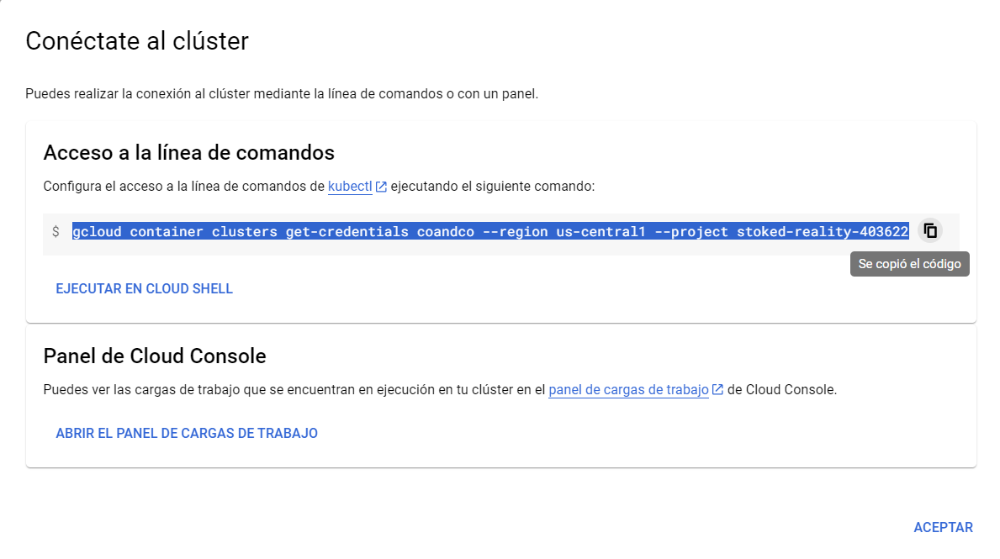 Conéctate al clúster
Puedes realizar la conexión al clúster mediante la línea de comandos o con un panel.
Acceso a la línea de comandos
Configura el acceso a la línea de comandos de kubectl ejecutando el siguiente comando:
$ gcloud container clusters get-credentials coandco --region us-central1 --project stoked-reality-403622
Se copió el código
EJECUTAR EN CLOUD SHELL
Panel de Cloud Console
Puedes ver las cargas de trabajo que se encuentran en ejecución en tu clúster en el panel de cargas de trabajo de Cloud Console.
ABRIR EL PANEL DE CARGAS DE TRABAJO
ACEPTAR